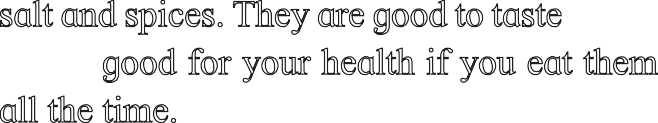 salt and spices. They are good to taste
good for your health if you eat them
all the time.